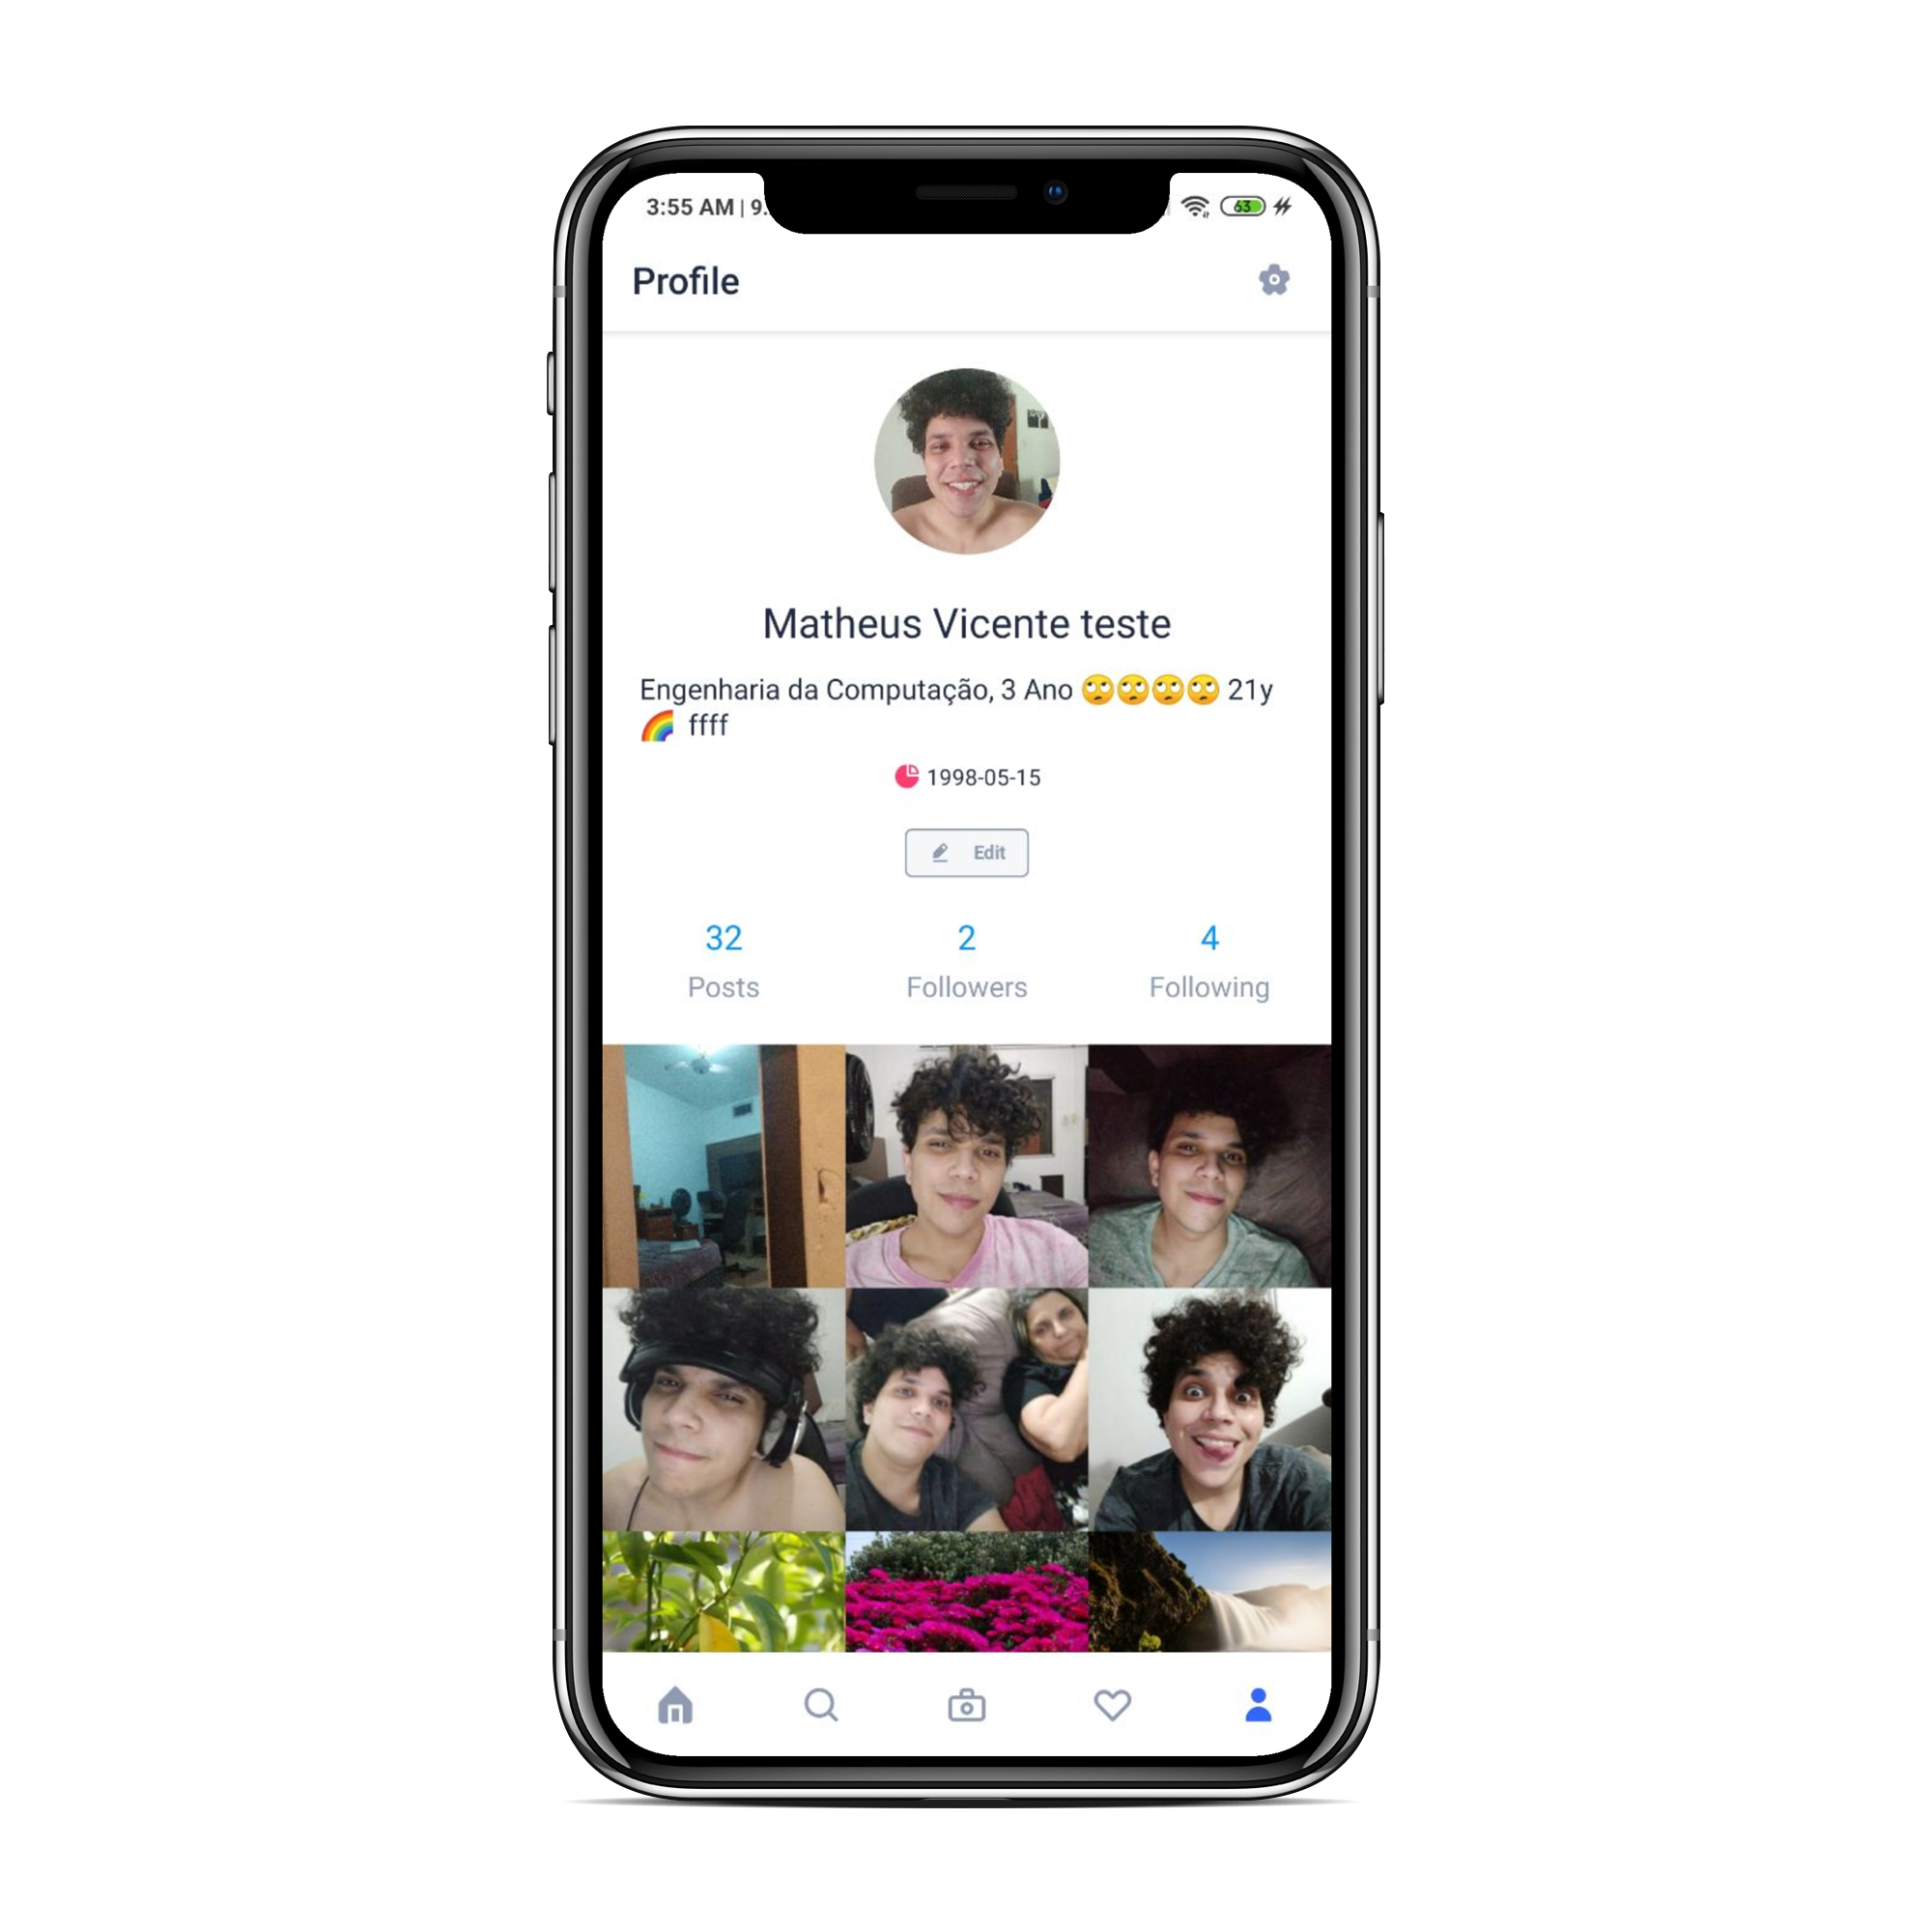 3:55 AM | 9.
63
Profile
Matheus Vicente teste
Engenharia da Computação, 3 Ano 🙄🙄🙄🙄 21y
🌈 ffff
1998-05-15
Edit
32 2 4
Posts Followers Following